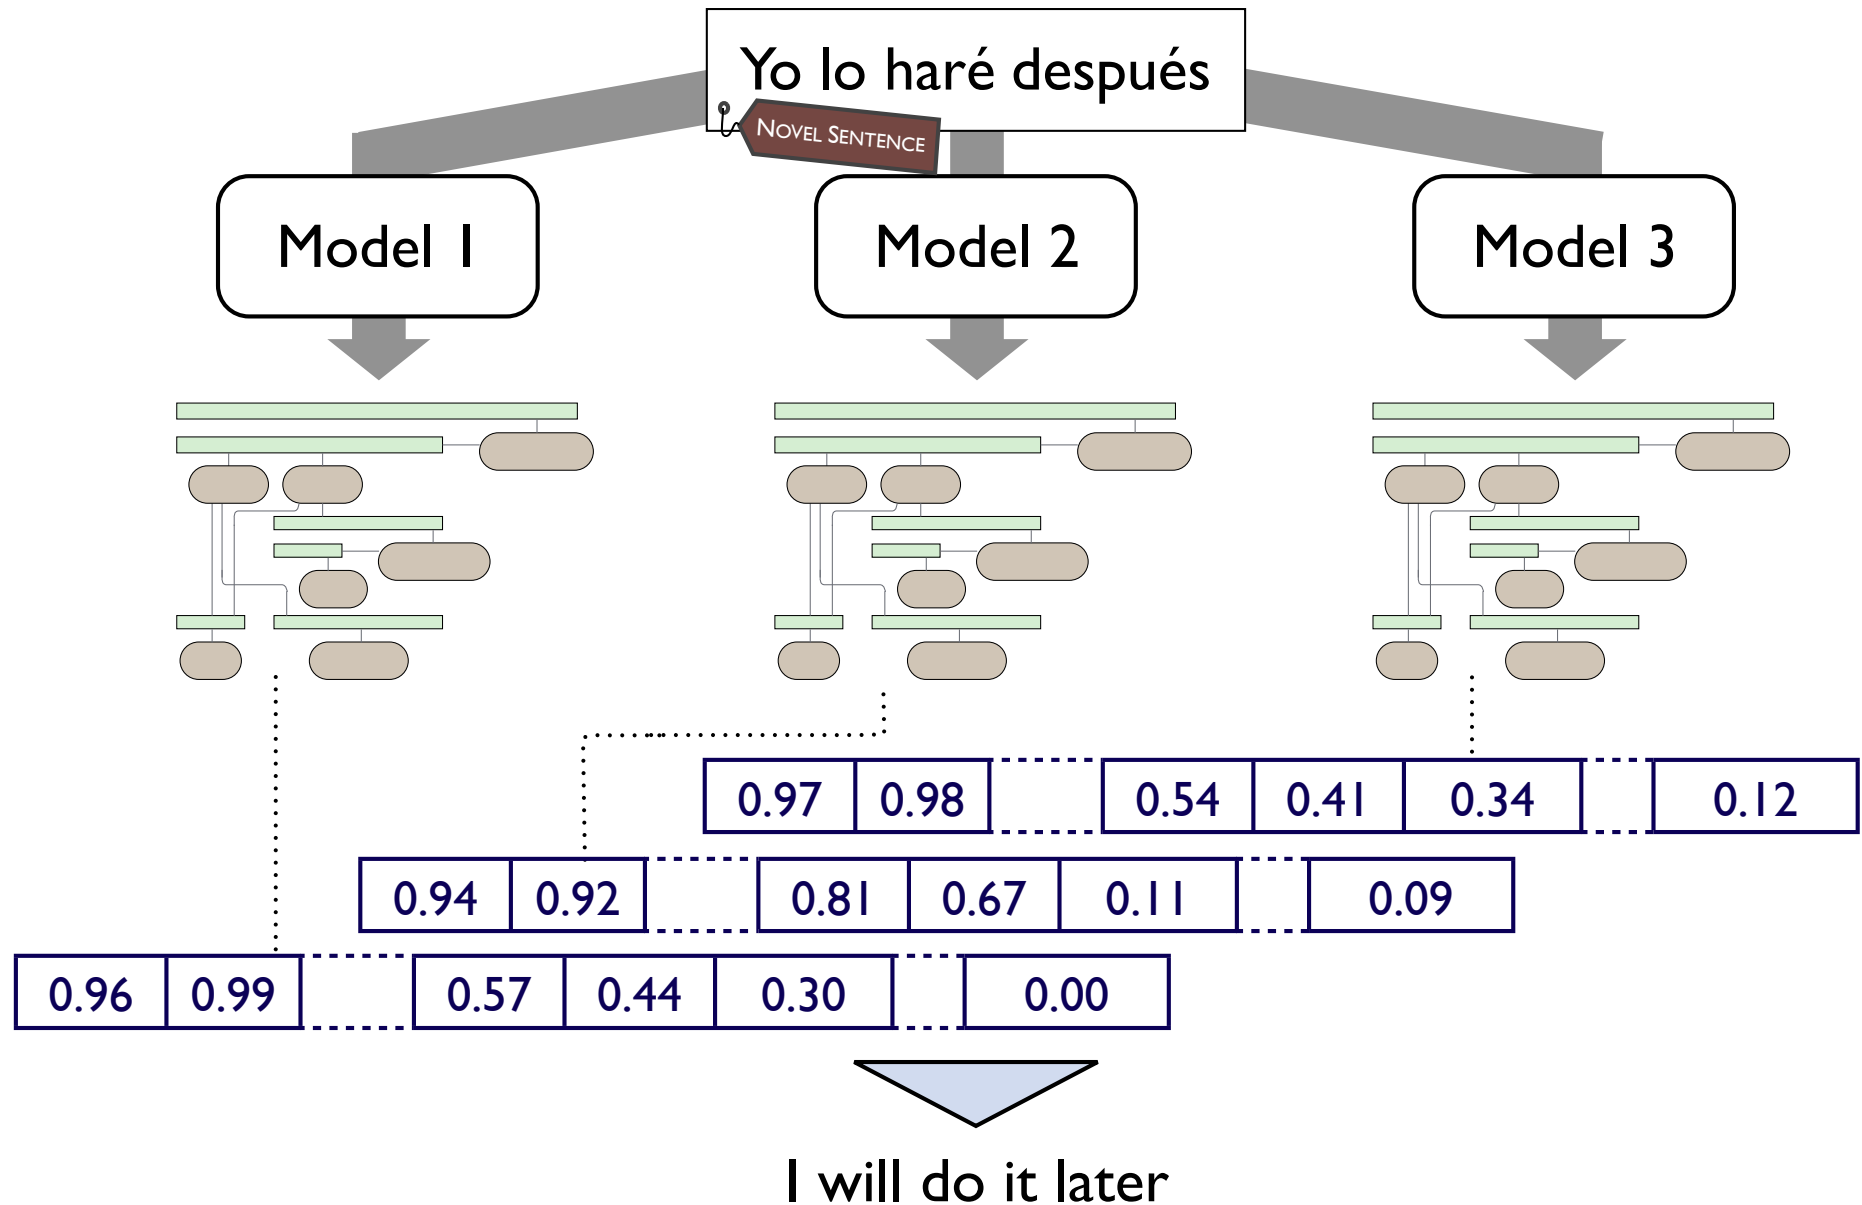 Yo lo haré después
NOVEL SENTENCE
Model 1
Model 2
Model 3
0.97 0.98 0.54 0.41 0.34 0.12
0.94 0.92 0.81 0.67 0.11 0.09
0.96 0.99 0.57 0.44 0.30 0.00
I will do it later